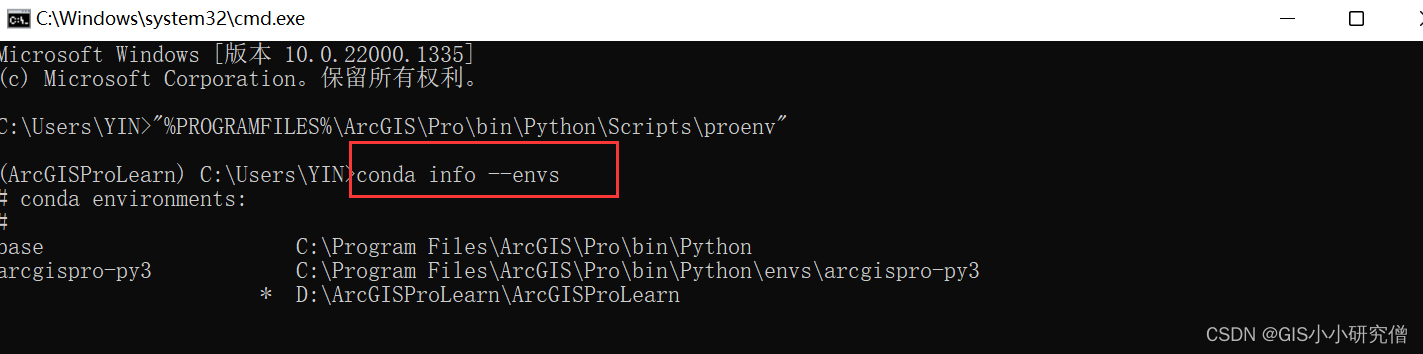 C:\Windows\system32\cmd.exe
Microsoft Windows [版本 10.0.22000.1335]
(c) Microsoft Corporation。保留所有权利。
C:\Users\YIN>"%PROGRAMFILES%\ArcGIS\Pro\bin\Python\Scripts\proenv"
(ArcGISProLearn) C:\Users\YIN>conda info --envs
# conda environments:
#
base C:\Program Files\ArcGIS\Pro\bin\Python
arcgispro-py3 C:\Program Files\ArcGIS\Pro\bin\Python\envs\arcgispro-py3
* D:\ArcGISProLearn\ArcGISProLearn
CSDN @GIS小小研究僧